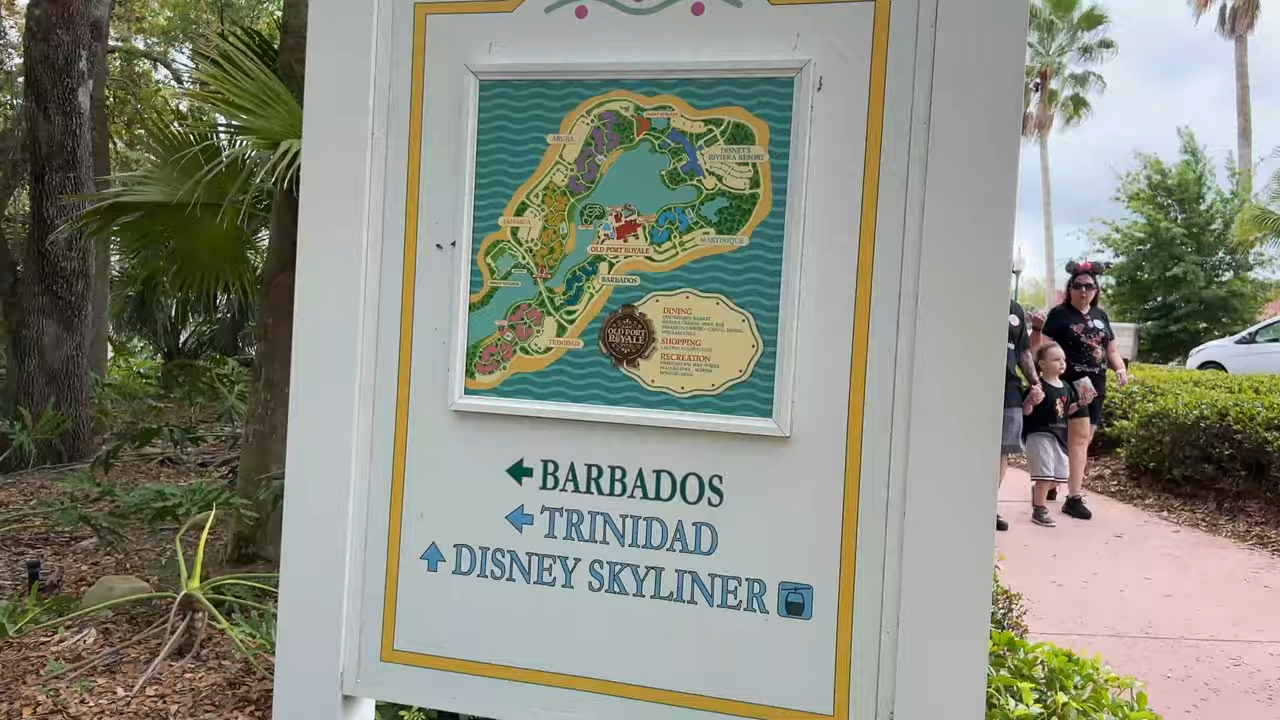 ARUBA
DISNEY'S
RIVIERA RESORT
JAMAICA
OLD PORT ROYALE
MARTINIQUE
BARBADOS
TRINIDAD
OLD PORT
ROYALE
DINING
SHOPPING
RECREATION
BARBADOS
TRINIDAD
DISNEY SKYLINER